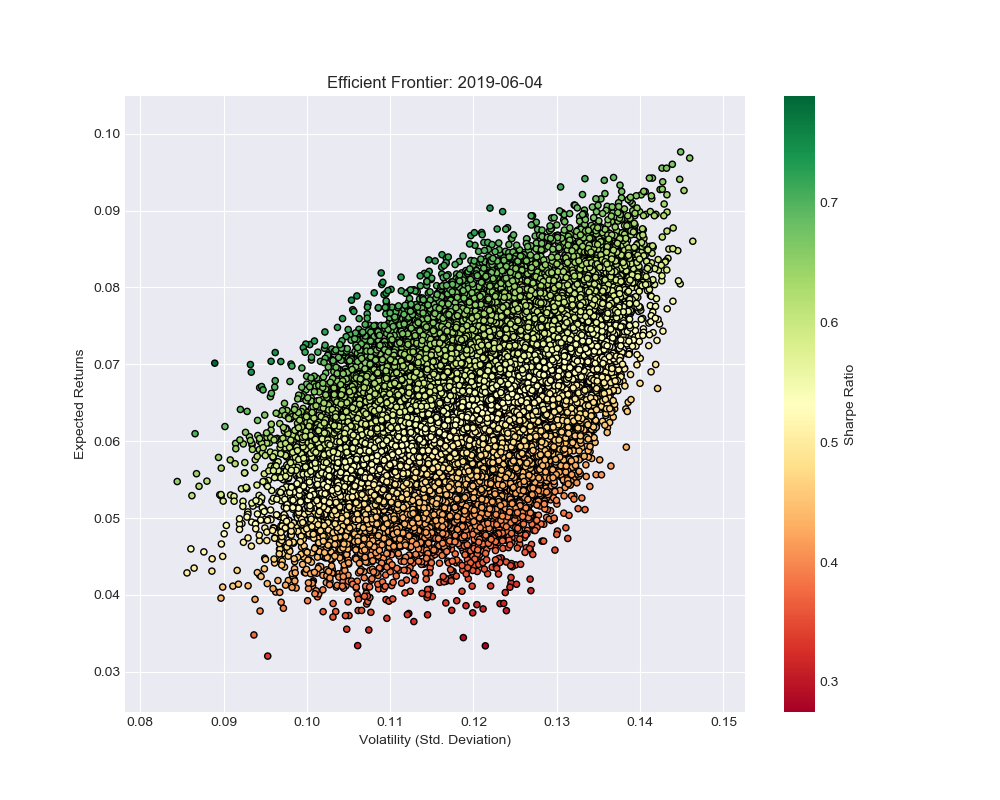 Efficient Frontier: 2019-06-04
Expected Returns
0.10
0.09
0.08
0.07
0.06
0.05
0.04
0.03
0.08 0.09 0.10 0.11 0.12 0.13 0.14 0.15
Volatility (Std. Deviation)
0.7
0.6
0.5
0.4
0.3
Sharpe Ratio